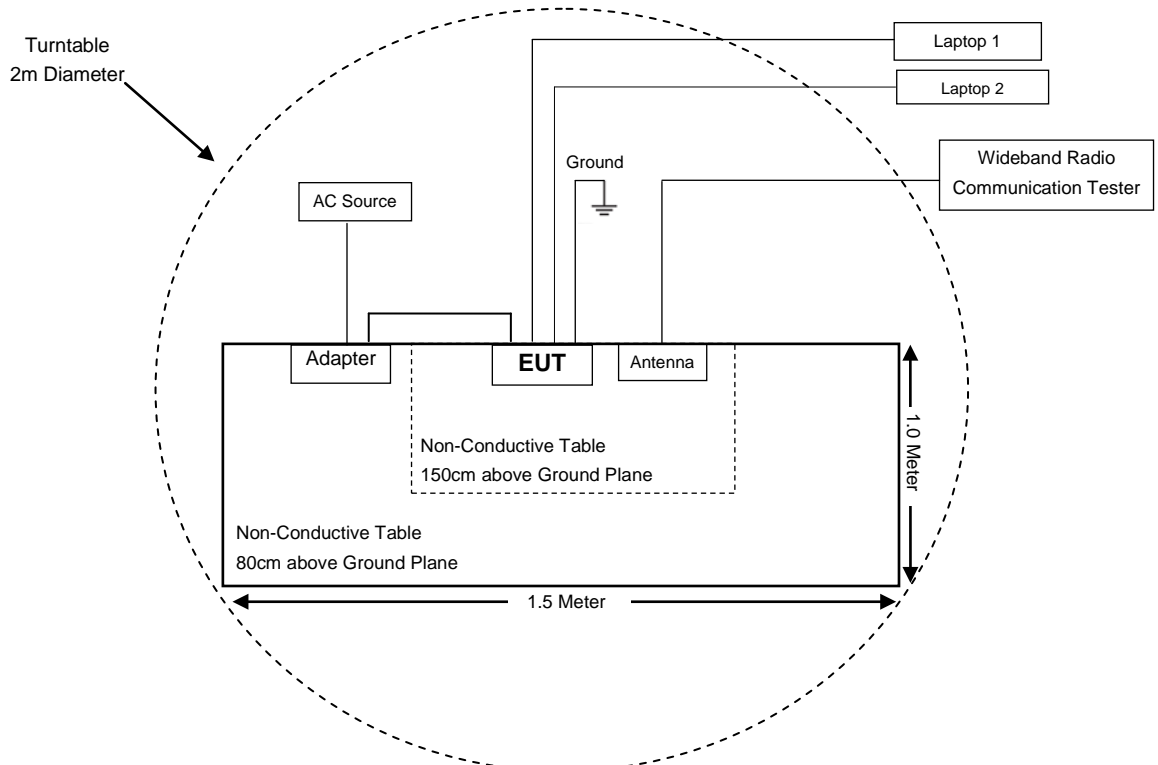 Turntable
2m Diameter
Laptop 1
Laptop 2
Wideband Radio
Communication Tester
Ground
AC Source
Adapter
EUT
Antenna
Non-Conductive Table
150cm above Ground Plane
1.0 Meter
Non-Conductive Table
80cm above Ground Plane
1.5 Meter